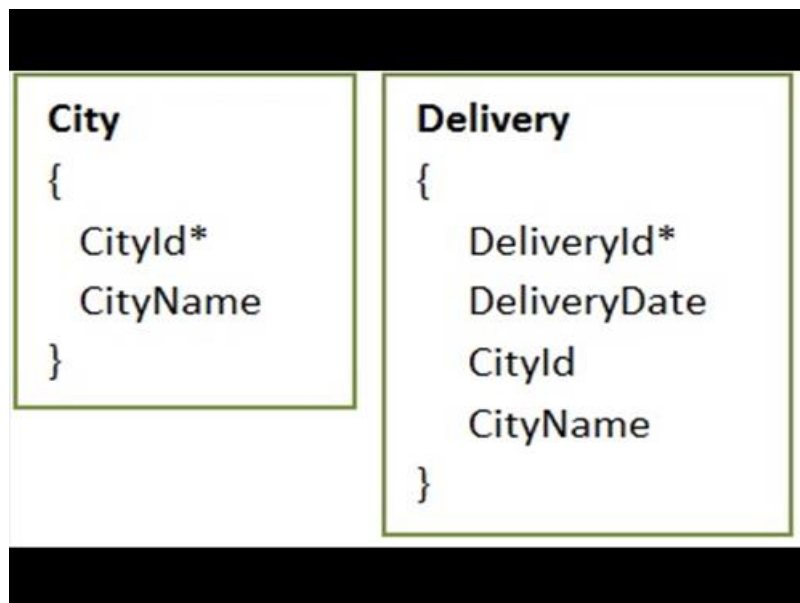 City
{
CityId*
CityName
}
Delivery
{
DeliveryId*
DeliveryDate
CityId
CityName
}